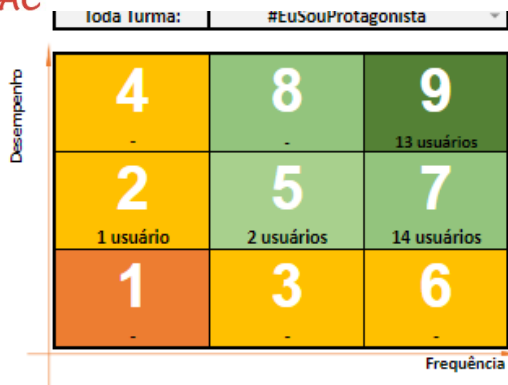 AC
Toda Turma: #EuSouProtagonista
Desempenho
4 8 9
- - 13 usuários
2 5 7
1 usuário 2 usuários 14 usuários
1 3 6
- - -
Frequência